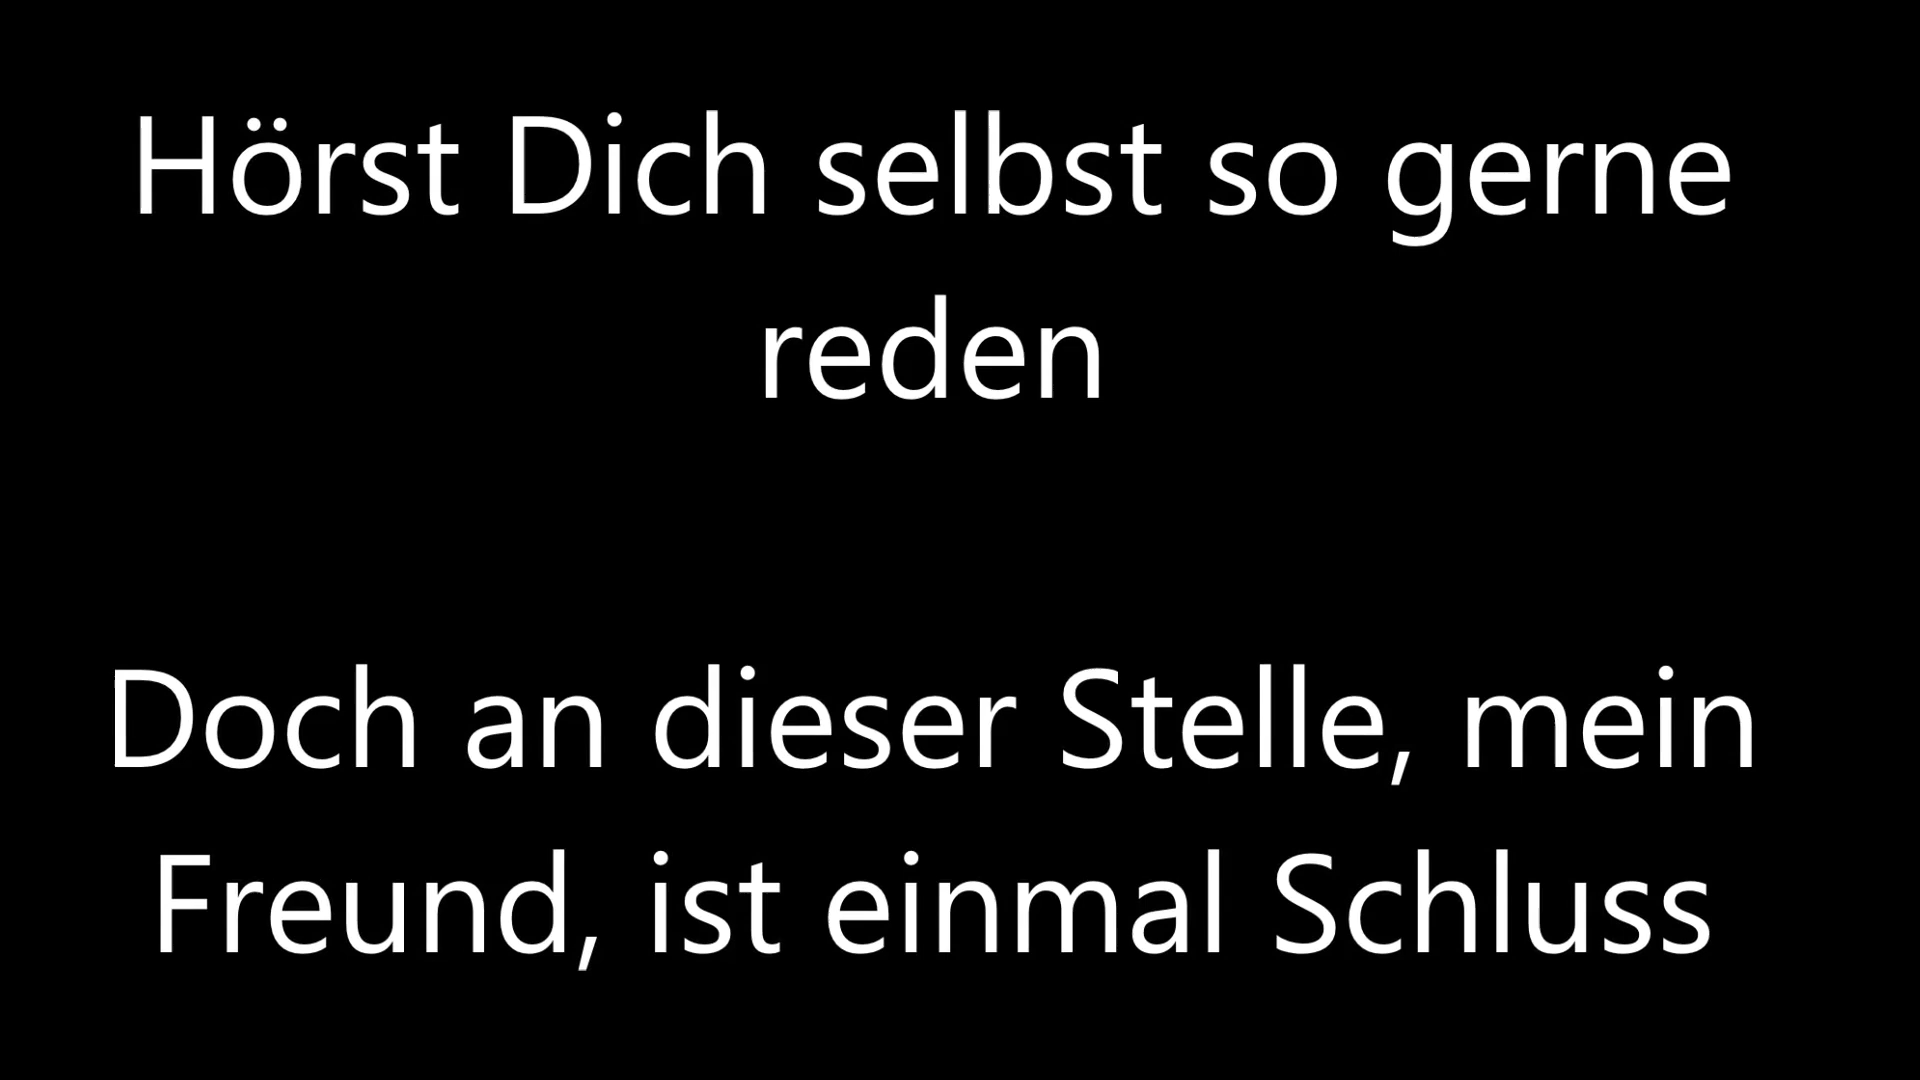 Hörst Dich selbst so gerne
reden
Doch an dieser Stelle, mein
Freund, ist einmal Schluss